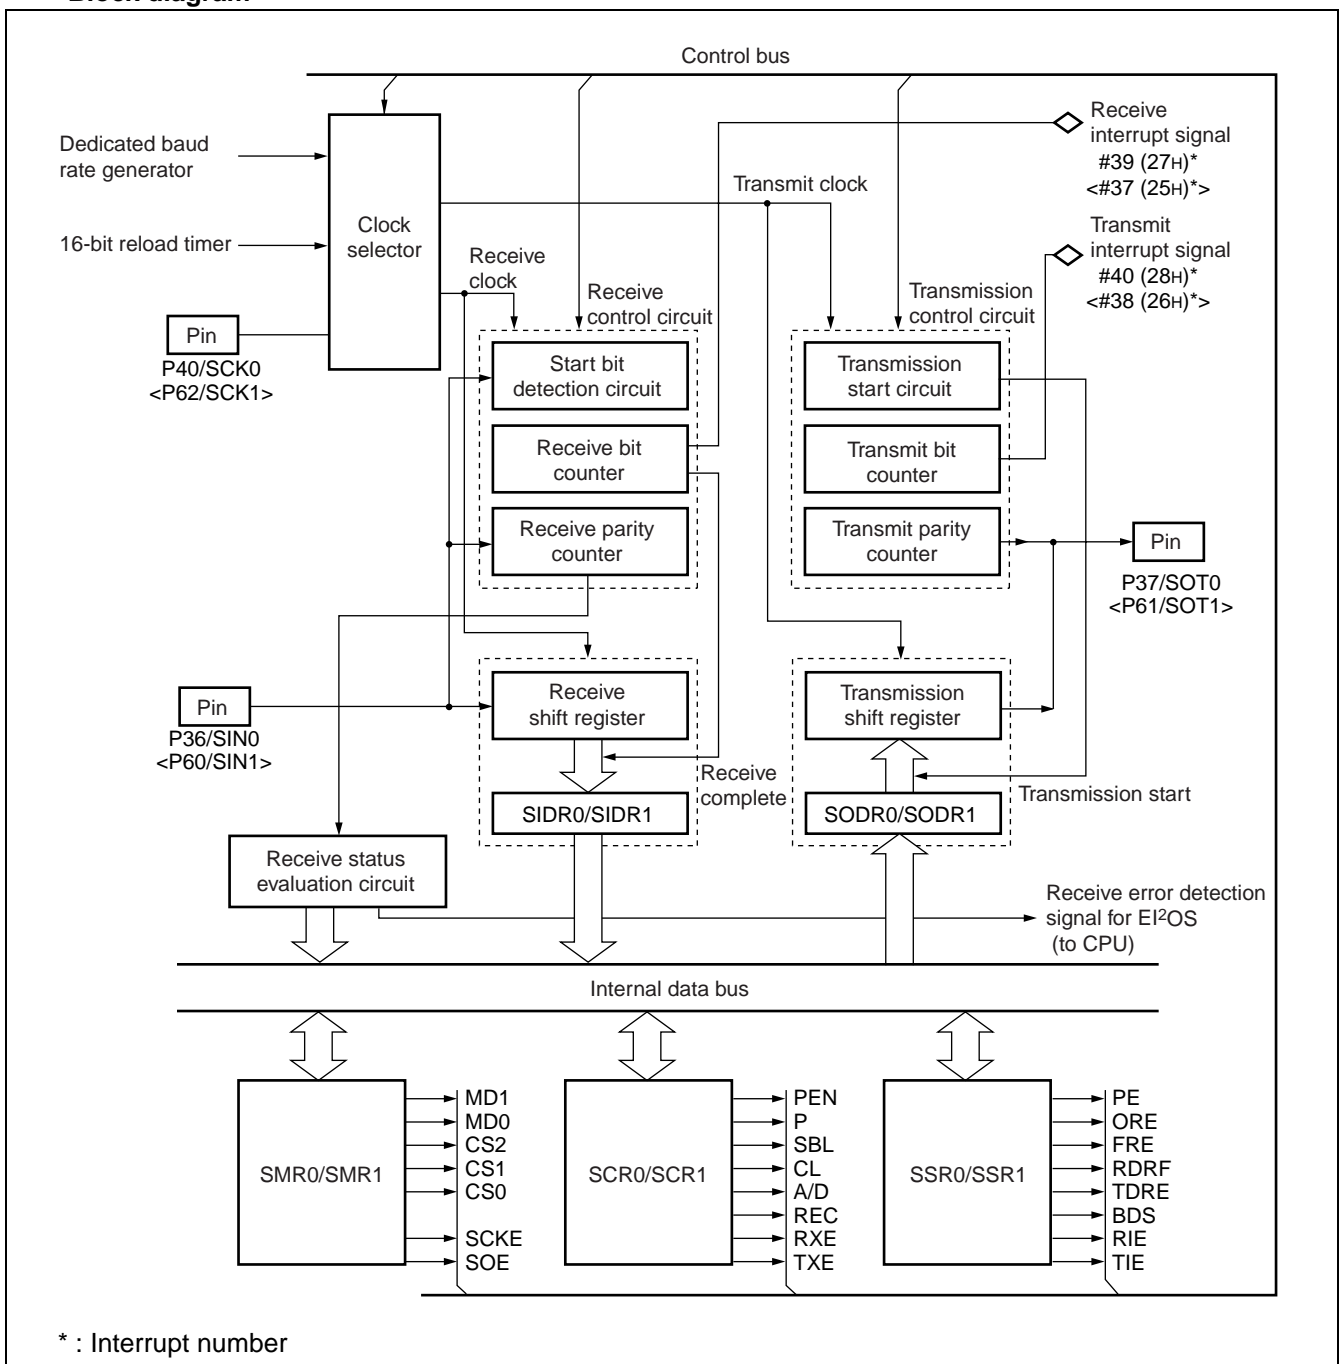 Block diagram
Control bus
Dedicated baud
rate generator
16-bit reload timer
Clock
selector
Pin
P40/SCK0
<P62/SCK1>
Transmit clock
Receive
clock
Receive
control circuit
Transmission
control circuit
Receive
interrupt signal
#39 (27H)*
<#37 (25H)*>
Transmit
interrupt signal
#40 (28H)*
<#38 (26H)*>
Start bit
detection circuit
Receive bit
counter
Receive parity
counter
Transmission
start circuit
Transmit bit
counter
Transmit parity
counter
Pin
P37/SOT0
<P61/SOT1>
Pin
P36/SIN0
<P60/SIN1>
Receive
shift register
Receive
complete
SIDR0/SIDR1
Transmission
shift register
Transmission start
SODR0/SODR1
Receive status
evaluation circuit
Receive error detection
signal for EI2OS
(to CPU)
Internal data bus
SMR0/SMR1
MD1
MD0
CS2
CS1
CS0
SCKE
SOE
SCR0/SCR1
PEN
P
SBL
CL
A/D
REC
RXE
TXE
SSR0/SSR1
PE
ORE
FRE
RDRF
TDRE
BDS
RIE
TIE
* : Interrupt number